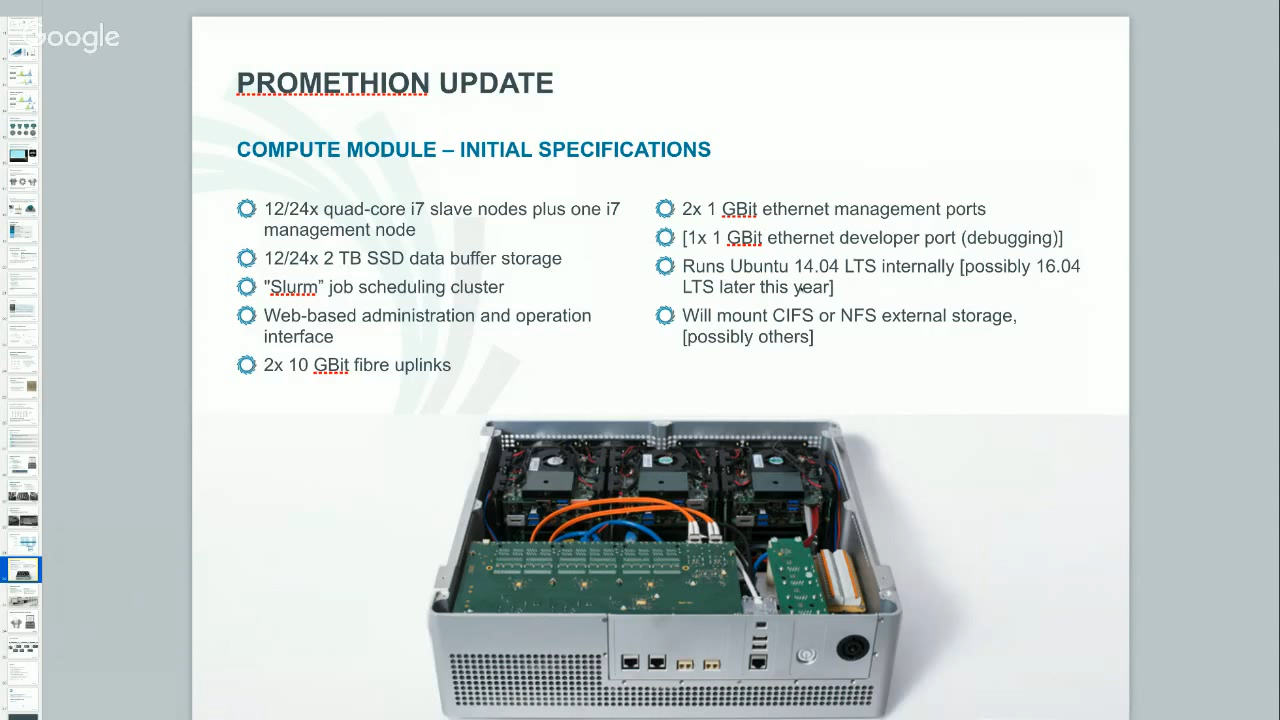 Google
PROMETHION UPDATE
COMPUTE MODULE – INITIAL SPECIFICATIONS
12/24x quad-core i7 slave nodes plus one i7
management node
12/24x 2 TB SSD data buffer storage
"Slurm” job scheduling cluster
Web-based administration and operation
interface
2x 10 GBit fibre uplinks
2x 1 GBit ethernet management ports
[1x 1 GBit ethernet developer port (debugging)]
Runs Ubuntu 14.04 LTS internally [possibly 16.04
LTS later this year]
Will mount CIFS or NFS external storage,
[possibly others]